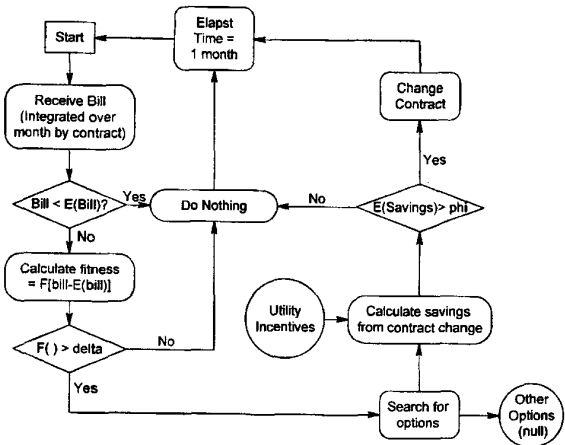 Elapst
Time =
1 month
Start
Change
Contract
Receive Bill
(Integrated over
month by contract)
Yes
Bill < E(Bill)?
Yes
Do Nothing
No
E(Savings)> phi
No
Calculate fitness
= F[bill-E(bill)]
Utility
Incentives
Calculate savings
from contract change
F( ) > delta
No
Yes
Search for
options
Other
Options
(null)